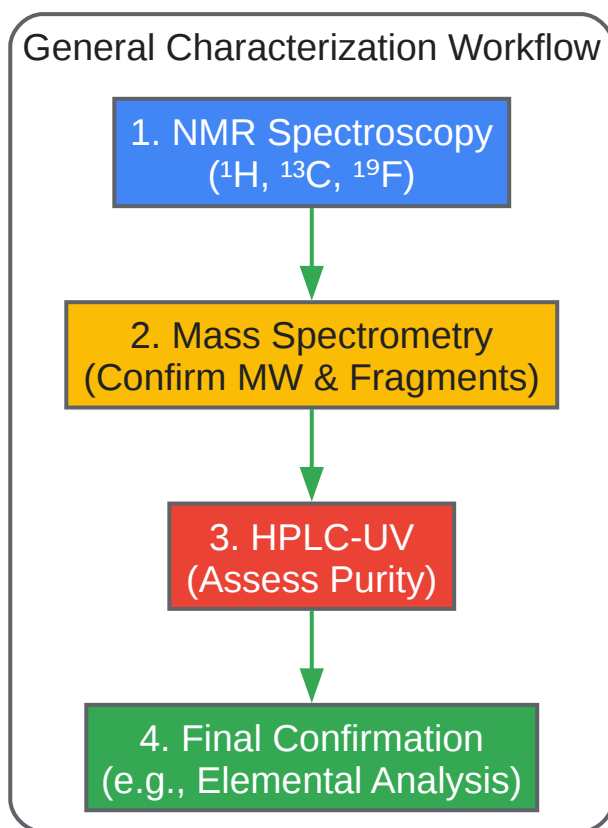 General Characterization Workflow
1. NMR Spectroscopy
(¹H, ¹³C, ¹⁹F)
2. Mass Spectrometry
(Confirm MW & Fragments)
3. HPLC-UV
(Assess Purity)
4. Final Confirmation
(e.g., Elemental Analysis)